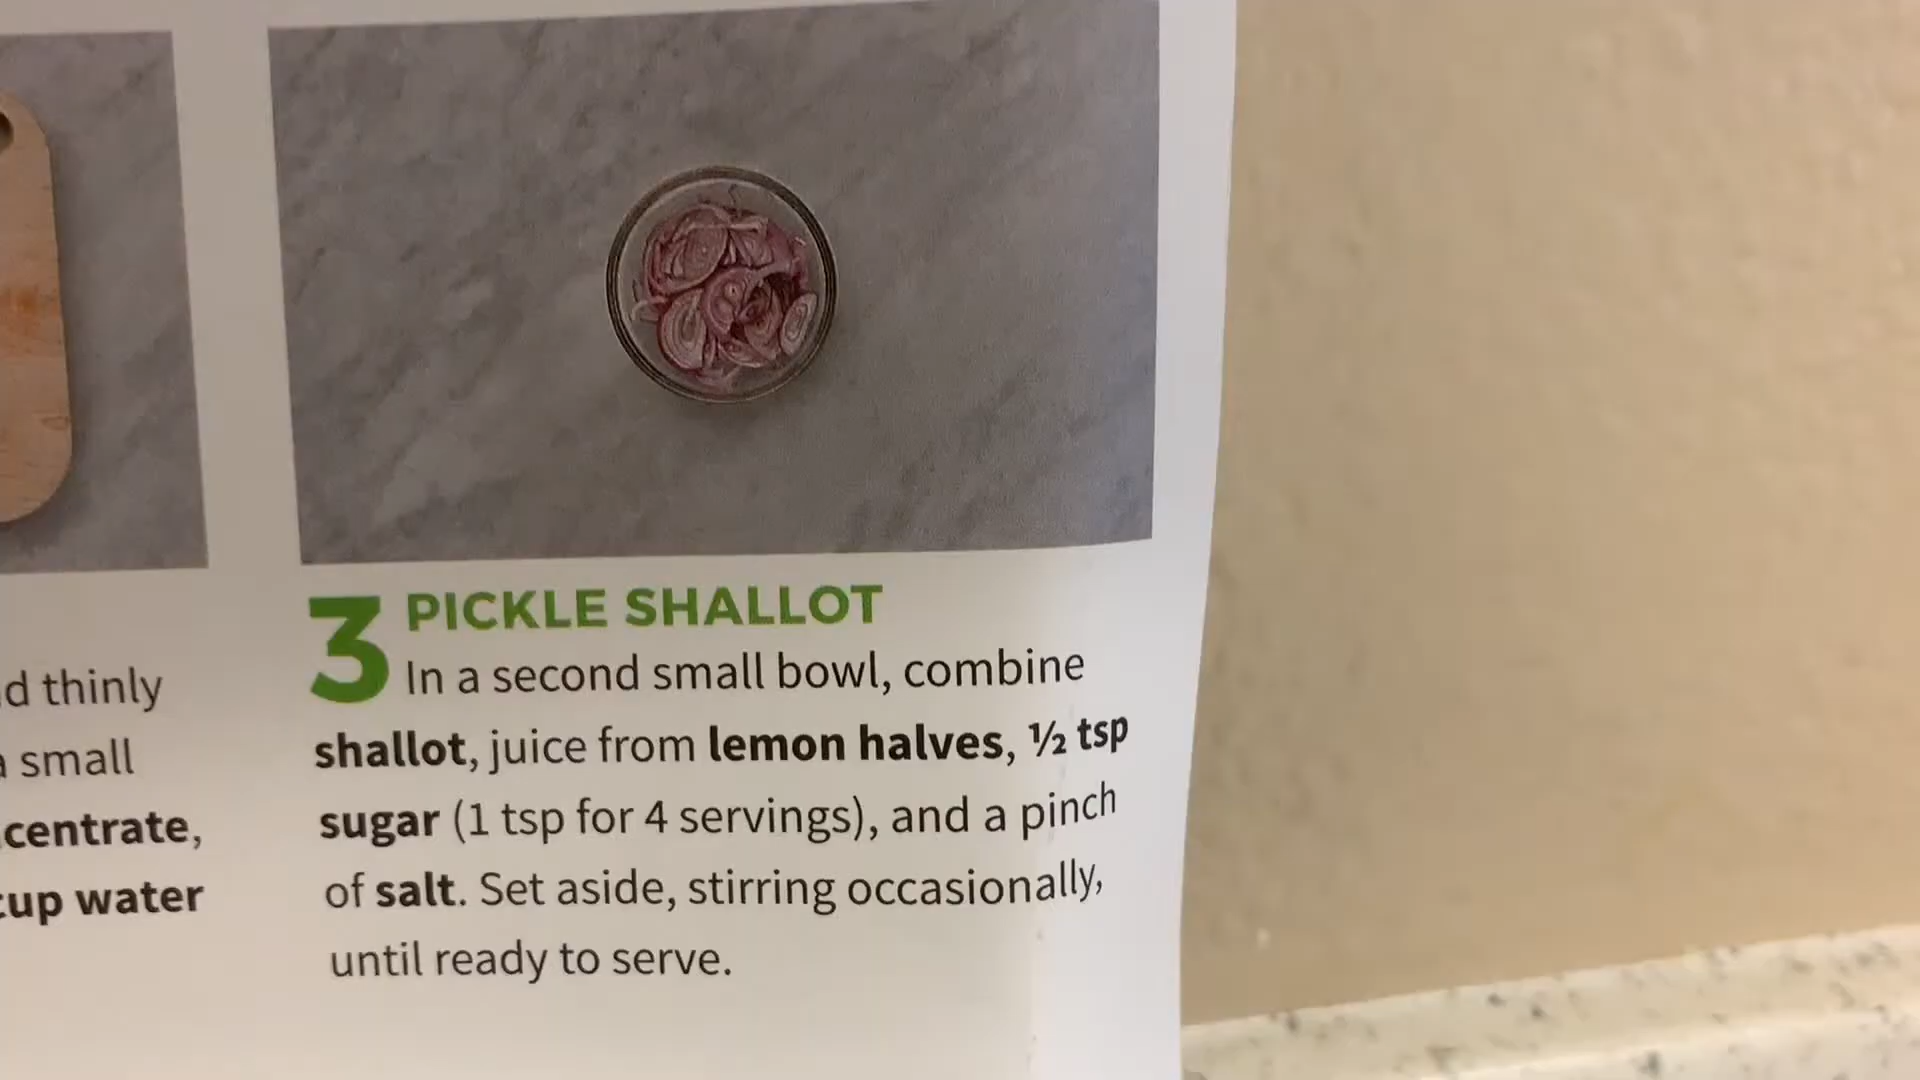 d thinly
a small
centrate,
cup water
3 PICKLE SHALLOT
In a second small bowl, combine
shallot, juice from lemon halves, ½ tsp
sugar (1 tsp for 4 servings), and a pinch
of salt. Set aside, stirring occasionally,
until ready to serve.